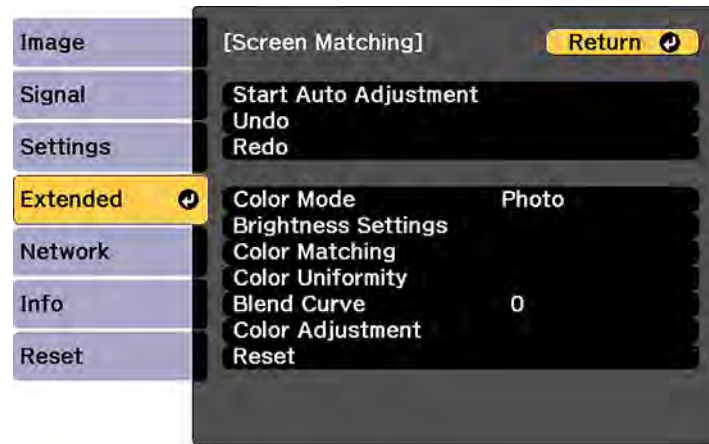 Image
Signal
Settings
Extended
Network
Info
Reset
[Screen Matching] Return
Start Auto Adjustment
Undo
Redo
Color Mode Photo
Brightness Settings
Color Matching
Color Uniformity
Blend Curve 0
Color Adjustment
Reset